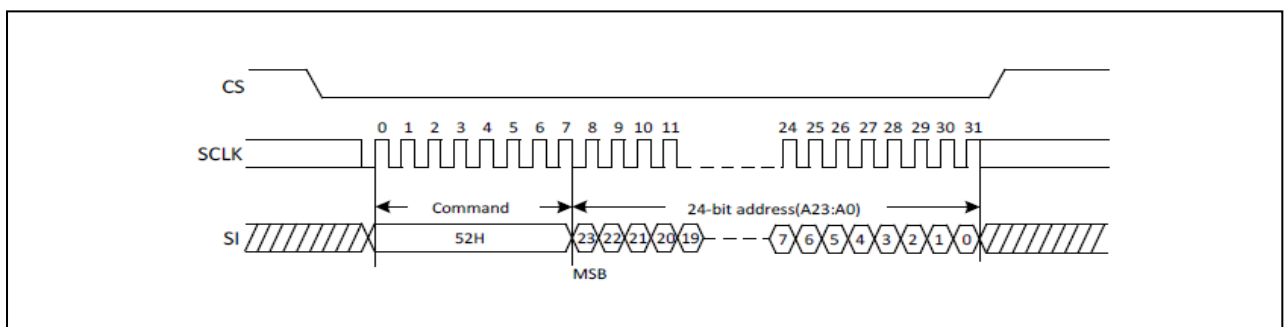 CS
0 1 2 3 4 5 6 7 8 9 10 11 24 25 26 27 28 29 30 31
SCLK
Command 24-bit address(A23:A0)
SI 52H 23 22 21 20 19 7 6 5 4 3 2 1 0
MSB